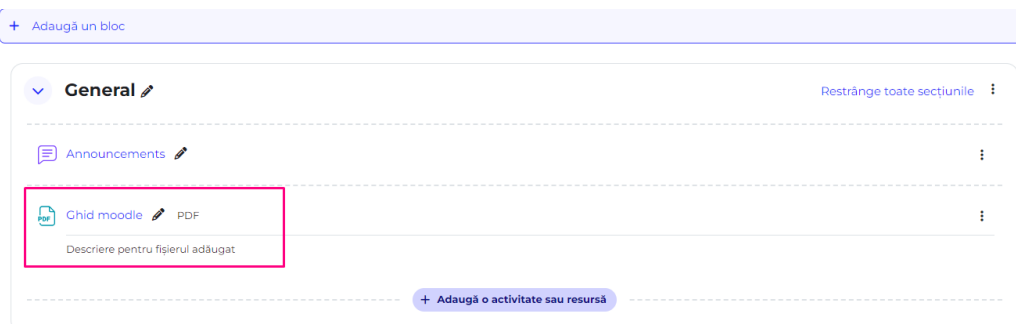 + Adaugă un bloc
General
Restrânge toate secțiunile
Announcements
PDF Ghid moodle PDF
Descriere pentru fișierul adăugat
+ Adaugă o activitate sau resursă